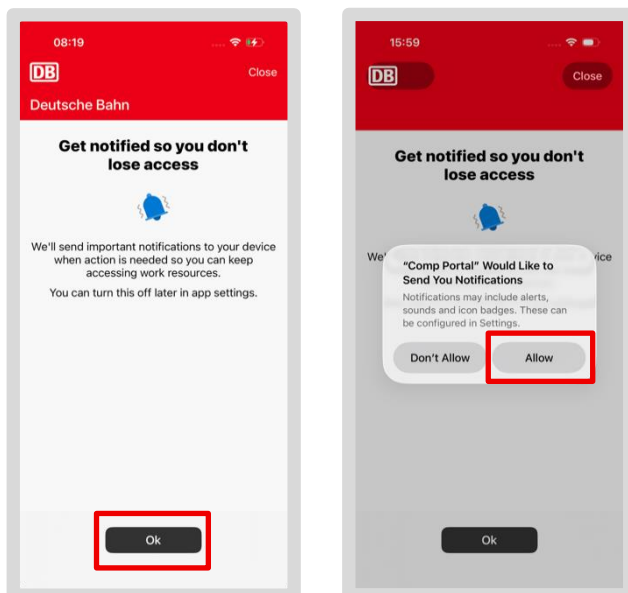 08:19
DB
Close
Deutsche Bahn
Get notified so you don't
lose access
We'll send important notifications to your device
when action is needed so you can keep
accessing work resources.
You can turn this off later in app settings.
Ok
15:59
DB
Close
Get notified so you don't
lose access
We'
vice
"Comp Portal" Would Like to
Send You Notifications
Notifications may include alerts,
sounds and icon badges. These can
be configured in Settings.
Don't Allow
Allow
Ok